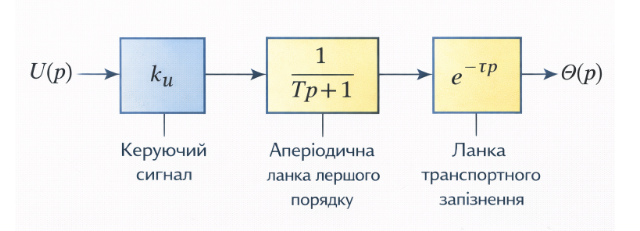 U(p) k_u 1/(Tp+1) e^{-τp} Θ(p)
Керуючий
сигнал
Аперіодична
ланка лершого
порядку
Ланка
транспортного
запізнення